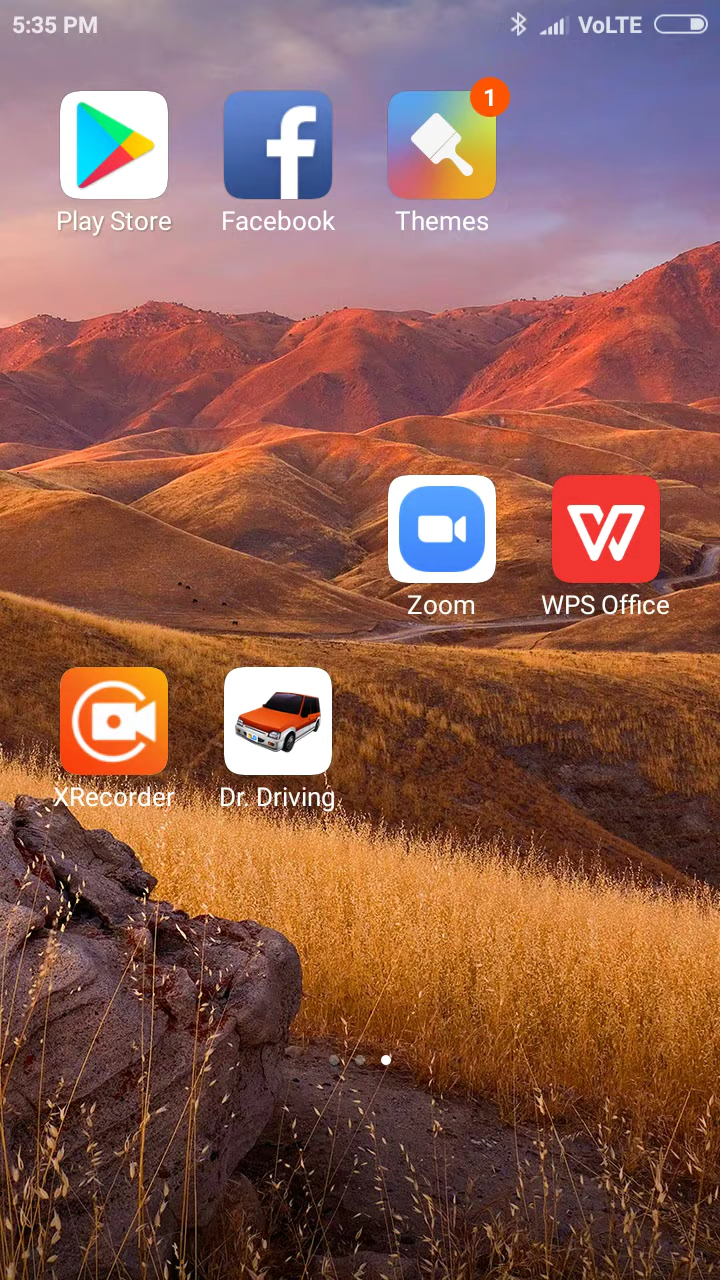 5:35 PM VoLTE
1
Play Store Facebook Themes
Zoom WPS Office
XRecorder Dr. Driving